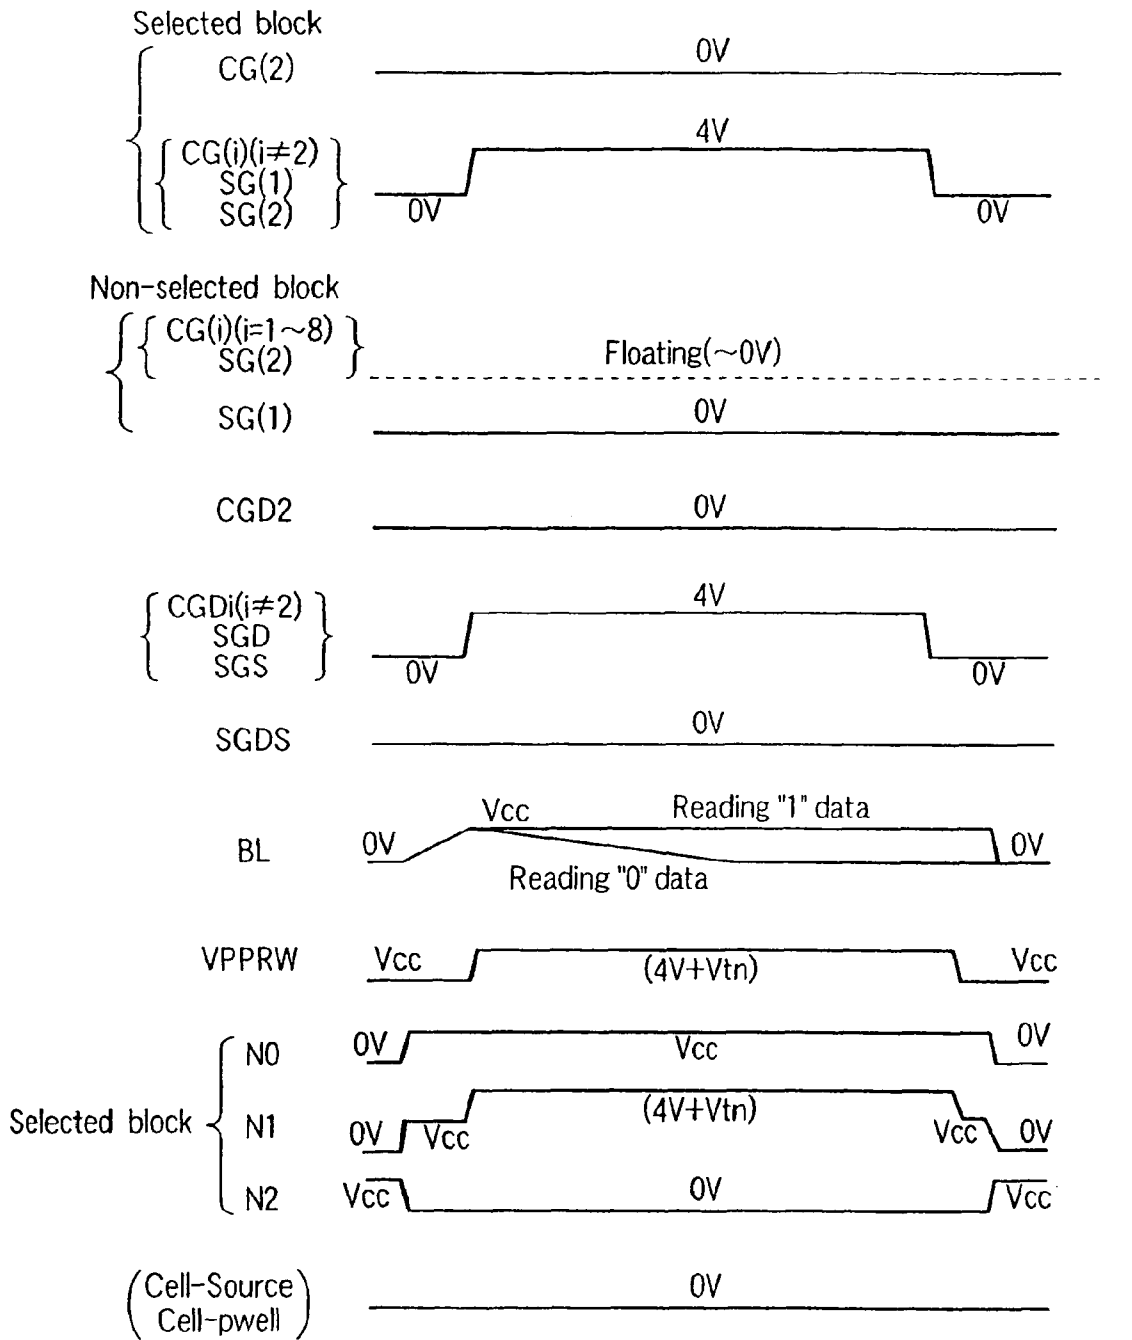 Selected block
CG(2)
0V
CG(i)(i≠2)
SG(1)
SG(2)
4V
0V
0V
Non-selected block
CG(i)(i=1~8)
SG(2)
Floating(~0V)
SG(1)
0V
CGD2
0V
CGDi(i≠2)
SGD
SGS
4V
0V
0V
SGDS
0V
BL
0V
Vcc
Reading "1" data
0V
Reading "0" data
VPPRW
Vcc
(4V+Vtn)
Vcc
Selected block
N0
0V
Vcc
0V
N1
0V
Vcc
(4V+Vtn)
Vcc
0V
N2
Vcc
0V
Vcc
(Cell-Source
Cell-pwell)
0V